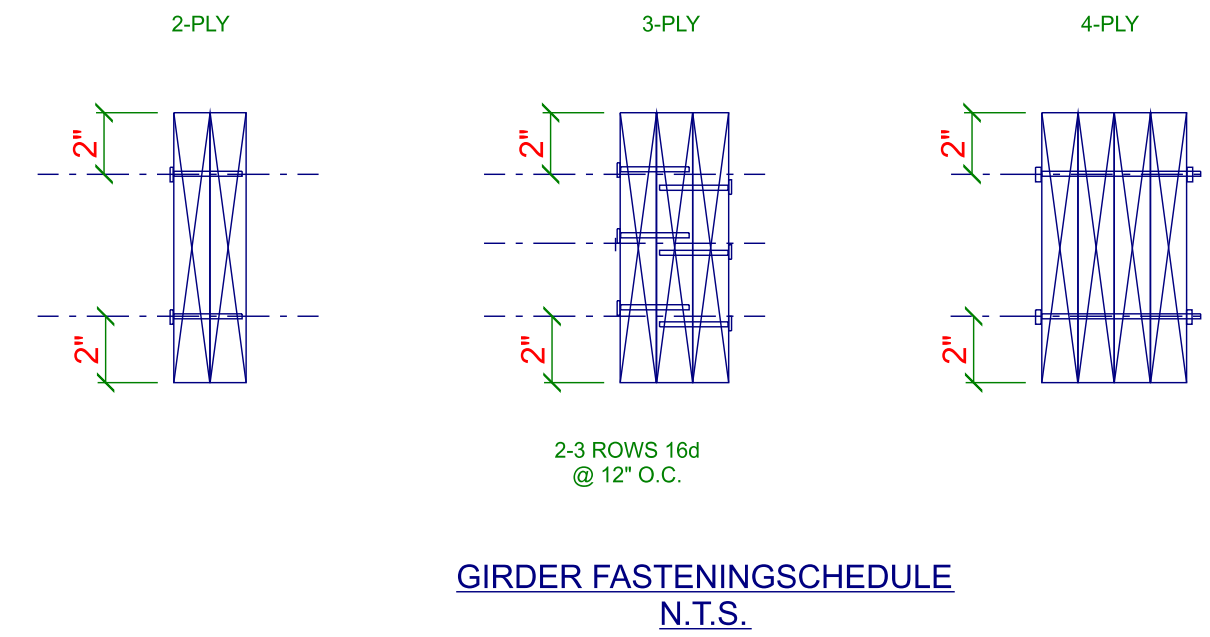 2-PLY
3-PLY
4-PLY
2"
2"
2"
2"
2"
2"
2-3 ROWS 16d
@ 12" O.C.
GIRDER FASTENINGSCHEDULE
N.T.S.